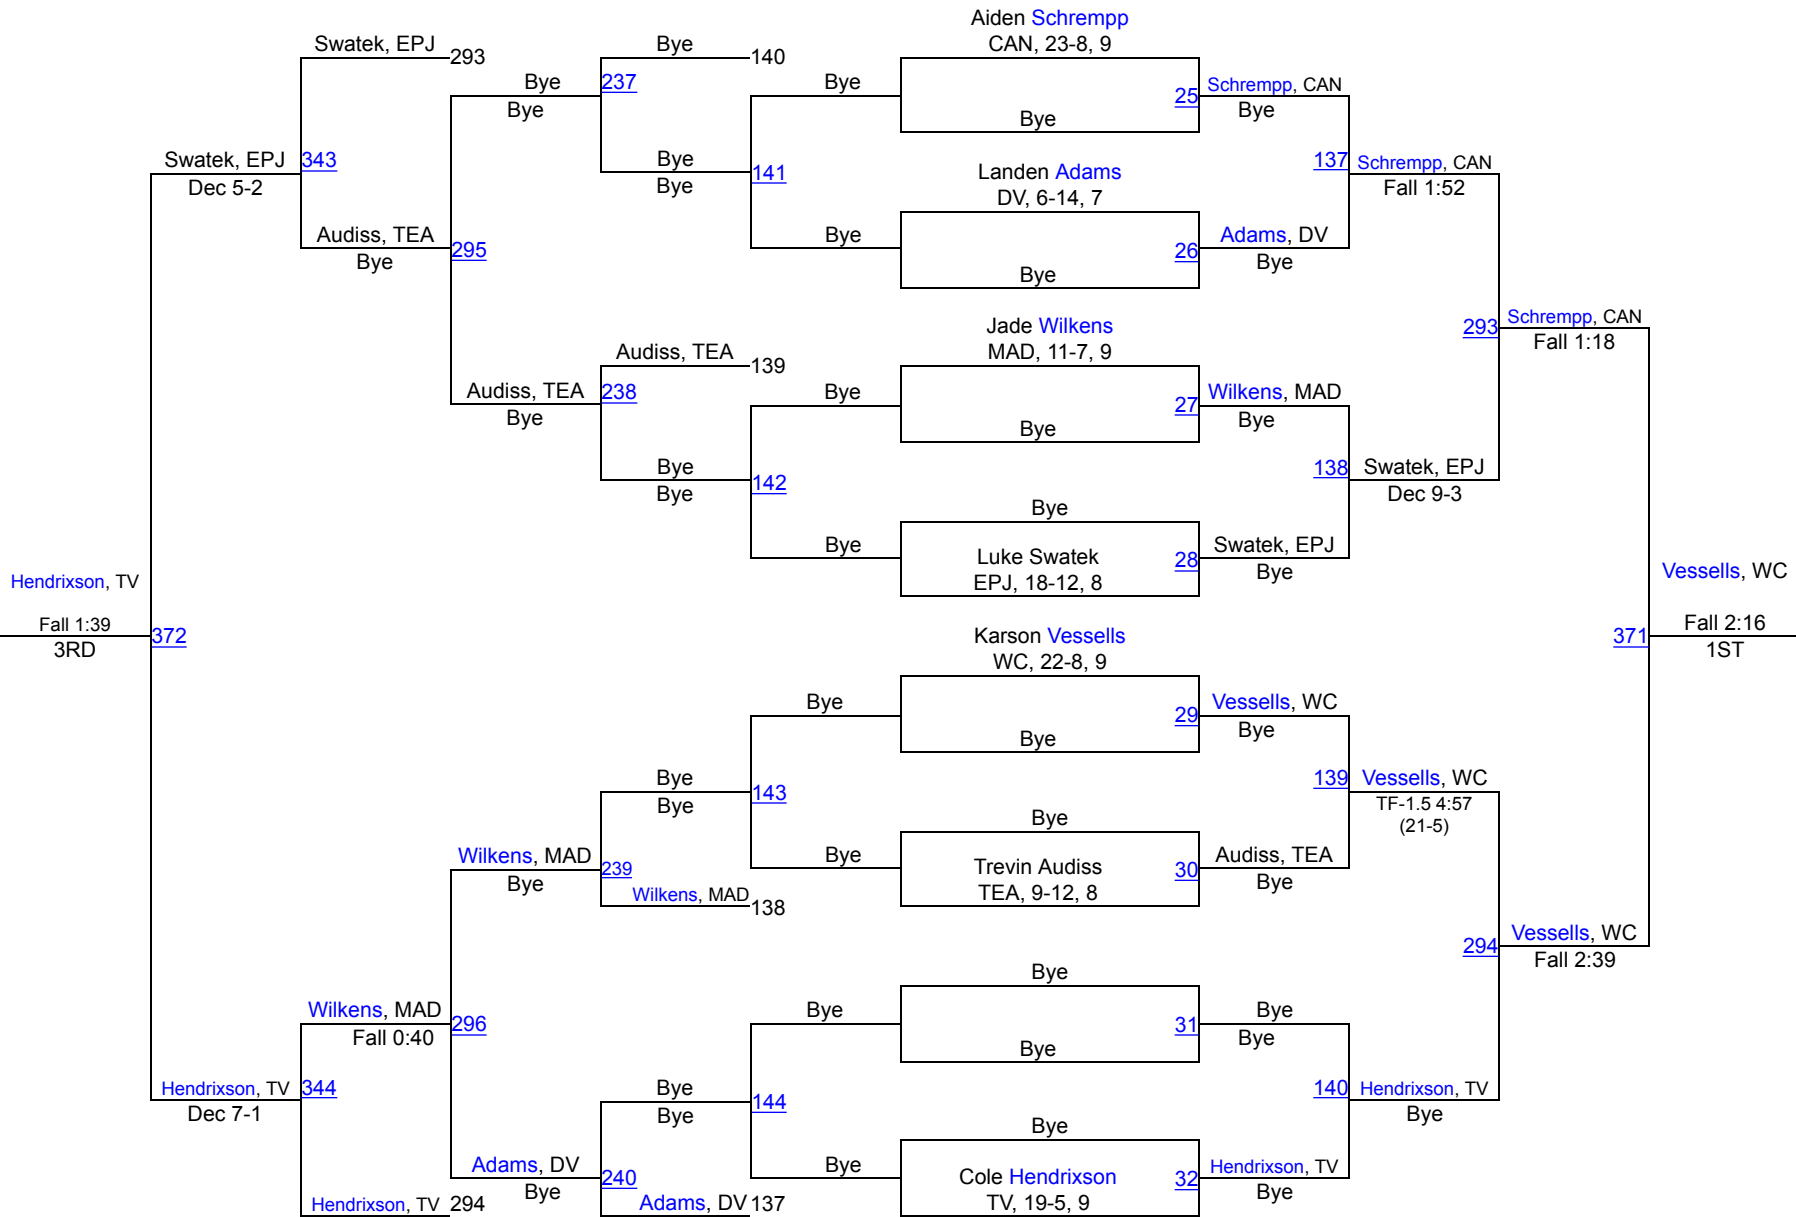 Aiden Schrempp
CAN, 23-8, 9
Swatek, EPJ 293
Bye 140
Bye 237
Bye
Bye
25 Schrempp, CAN
Bye
Bye
Swatek, EPJ 343
Dec 5-2
Bye
Bye 141
Landen Adams
DV, 6-14, 7
137 Schrempp, CAN
Fall 1:52
Audiss, TEA 295
Bye
Bye
26 Adams, DV
Bye
Bye
Jade Wilkens
MAD, 11-7, 9
293 Schrempp, CAN
Fall 1:18
Audiss, TEA 139
Audiss, TEA 238
Bye
Bye
27 Wilkens, MAD
Bye
Bye
Bye
Bye 142
138 Swatek, EPJ
Dec 9-3
Bye
Bye
Luke Swatek
EPJ, 18-12, 8
28 Swatek, EPJ
Bye
Hendrixson, TV
Fall 1:39
3RD
372
Vessells, WC
371 Fall 2:16
1ST
Karson Vessells
WC, 22-8, 9
Bye
29 Vessells, WC
Bye
Bye
Bye
Bye 143
139 Vessells, WC
TF-1.5 4:57
(21-5)
Bye
Wilkens, MAD 239
Bye
Wilkens, MAD 138
Bye
Trevin Audiss
TEA, 9-12, 8
30 Audiss, TEA
Bye
294 Vessells, WC
Fall 2:39
Bye
Wilkens, MAD 296
Fall 0:40
Bye
31 Bye
Bye
Bye
Hendrixson, TV 344
Dec 7-1
Bye
Bye 144
140 Hendrixson, TV
Bye
Bye
Adams, DV 240
Bye
Bye
Cole Hendrixson
TV, 19-5, 9
32 Hendrixson, TV
Bye
Hendrixson, TV 294
Adams, DV 137